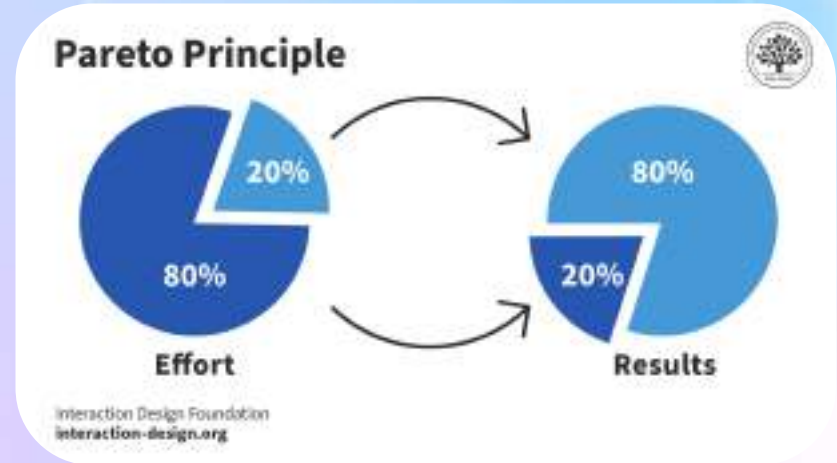 Pareto Principle
20%
80%
Effort
80%
20%
Results
Interaction Design Foundation
interaction-design.org